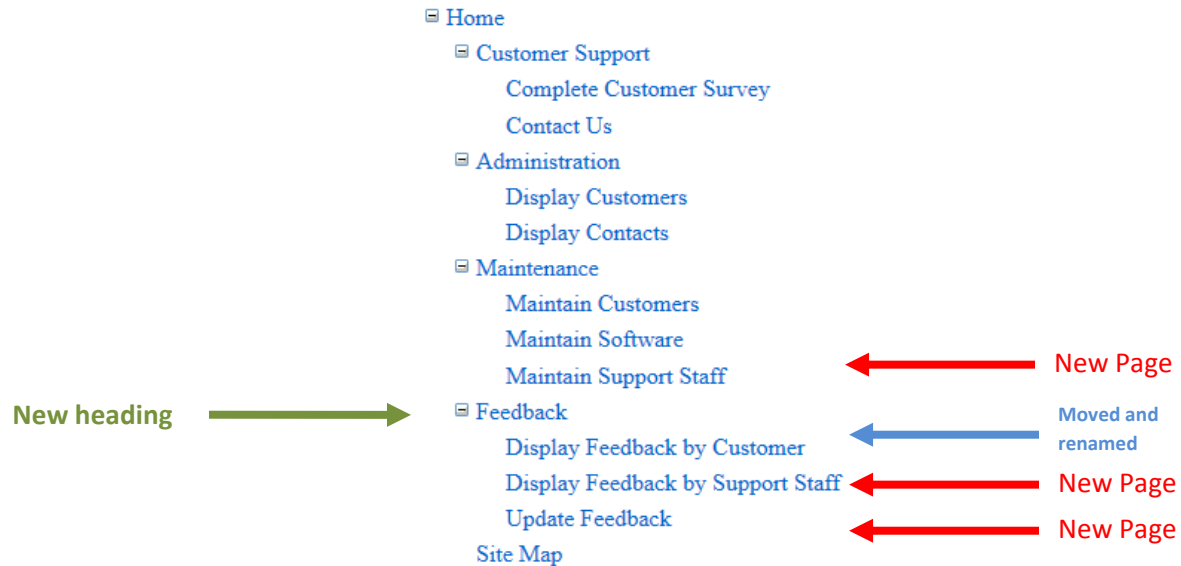 Home
Customer Support
Complete Customer Survey
Contact Us
Administration
Display Customers
Display Contacts
Maintenance
Maintain Customers
Maintain Software
Maintain Support Staff
New Page
New heading
Feedback
Display Feedback by Customer
Moved and
renamed
Display Feedback by Support Staff
New Page
Update Feedback
New Page
Site Map